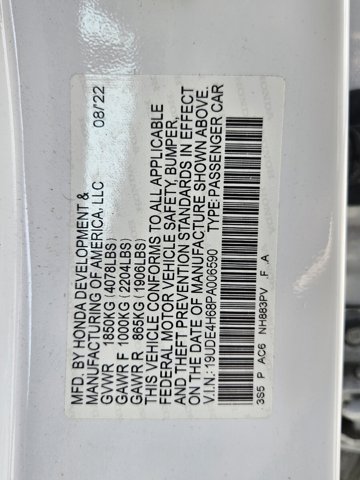 MFD. BY HONDA DEVELOPMENT &
MANUFACTURING OF AMERICA, LLC 08/22
GVWR 1850KG (4078LBS)
GAWR F 1000KG (2204LBS)
GAWR R 865KG (1906LBS)
THIS VEHICLE CONFORMS TO ALL APPLICABLE
FEDERAL MOTOR VEHICLE SAFETY, BUMPER,
AND THEFT PREVENTION STANDARDS IN EFFECT
ON THE DATE OF MANUFACTURE SHOWN ABOVE.
V.I.N.: 19UDE4H68PA006590 TYPE: PASSENGER CAR
3S5 P AC6 NH883PV F A